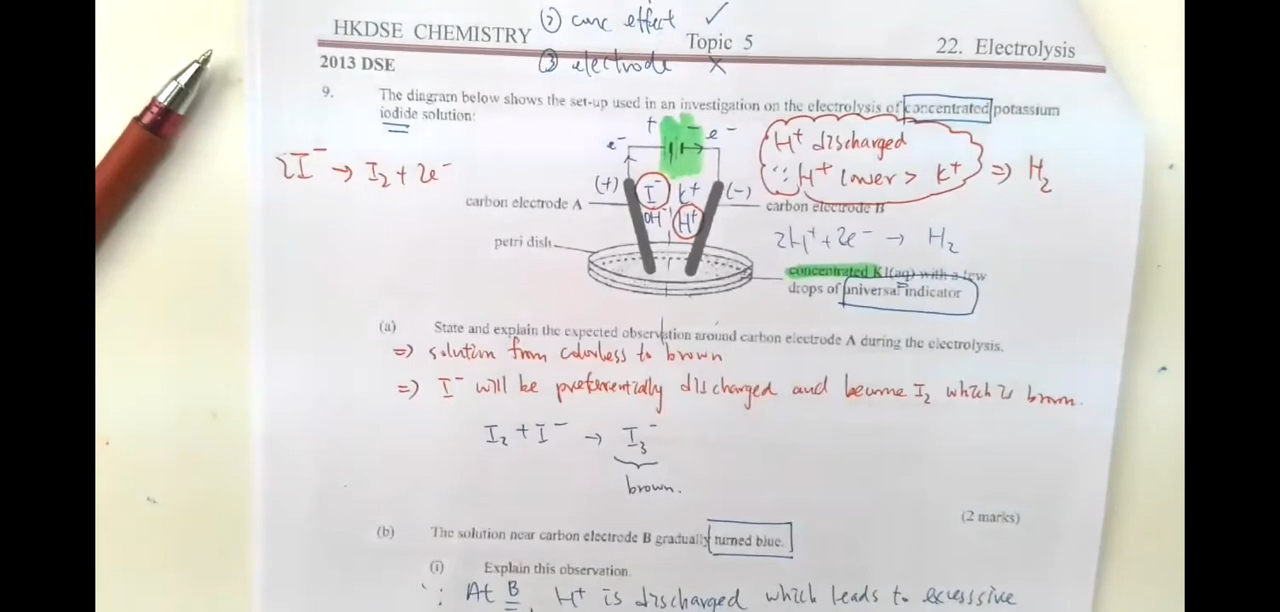 (2) conc effect ✓
HKDSE CHEMISTRY Topic 5 22. Electrolysis
(3) electrode ✗
2013 DSE
9. The diagram below shows the set-up used in an investigation on the electrolysis of concentrated potassium
iodide solution:
+ -
e⁻ e⁻
H⁺ discharged
∵ H⁺ lower > K⁺ ⇒ H₂
2I⁻ → I₂ + 2e⁻
(+) I⁻ K⁺ (-)
carbon electrode A
OH⁻ H⁺
carbon electrode B
2H⁺ + 2e⁻ → H₂
petri dish
concentrated KI(aq) with a few
drops of universal indicator
(a) State and explain the expected observation around carbon electrode A during the electrolysis.
⇒ solution from colorless to brown
⇒ I⁻ will be preferentially discharged and become I₂ which is brown.
I₂ + I⁻ → I₃⁻
brown.
(2 marks)
(b) The solution near carbon electrode B gradually turned blue.
(i) Explain this observation.
∵ At B, H⁺ is discharged which leads to excesssive